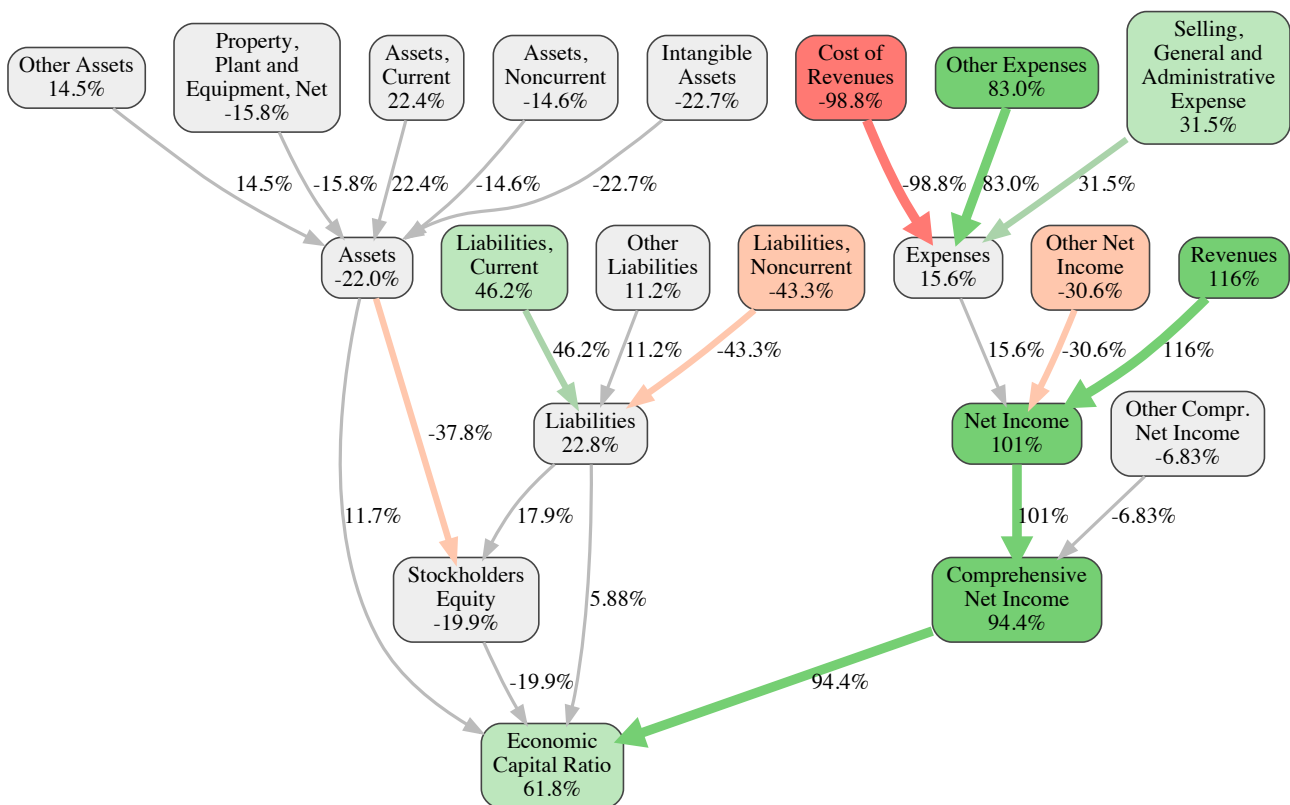 Other Assets
14.5%
Property,
Plant and
Equipment, Net
-15.8%
Assets,
Current
22.4%
Assets,
Noncurrent
-14.6%
Intangible
Assets
-22.7%
Cost of
Revenues
-98.8%
Other Expenses
83.0%
Selling,
General and
Administrative
Expense
31.5%
14.5%
-15.8%
22.4%
-14.6%
-22.7%
-98.8%
83.0%
31.5%
Assets
-22.0%
Liabilities,
Current
46.2%
Other
Liabilities
11.2%
Liabilities,
Noncurrent
-43.3%
Expenses
15.6%
Other Net
Income
-30.6%
Revenues
116%
46.2%
11.2%
-43.3%
15.6%
-30.6%
116%
-37.8%
Liabilities
22.8%
Net Income
101%
Other Compr.
Net Income
-6.83%
11.7%
17.9%
101%
-6.83%
Stockholders
Equity
-19.9%
5.88%
Comprehensive
Net Income
94.4%
-19.9%
94.4%
Economic
Capital Ratio
61.8%